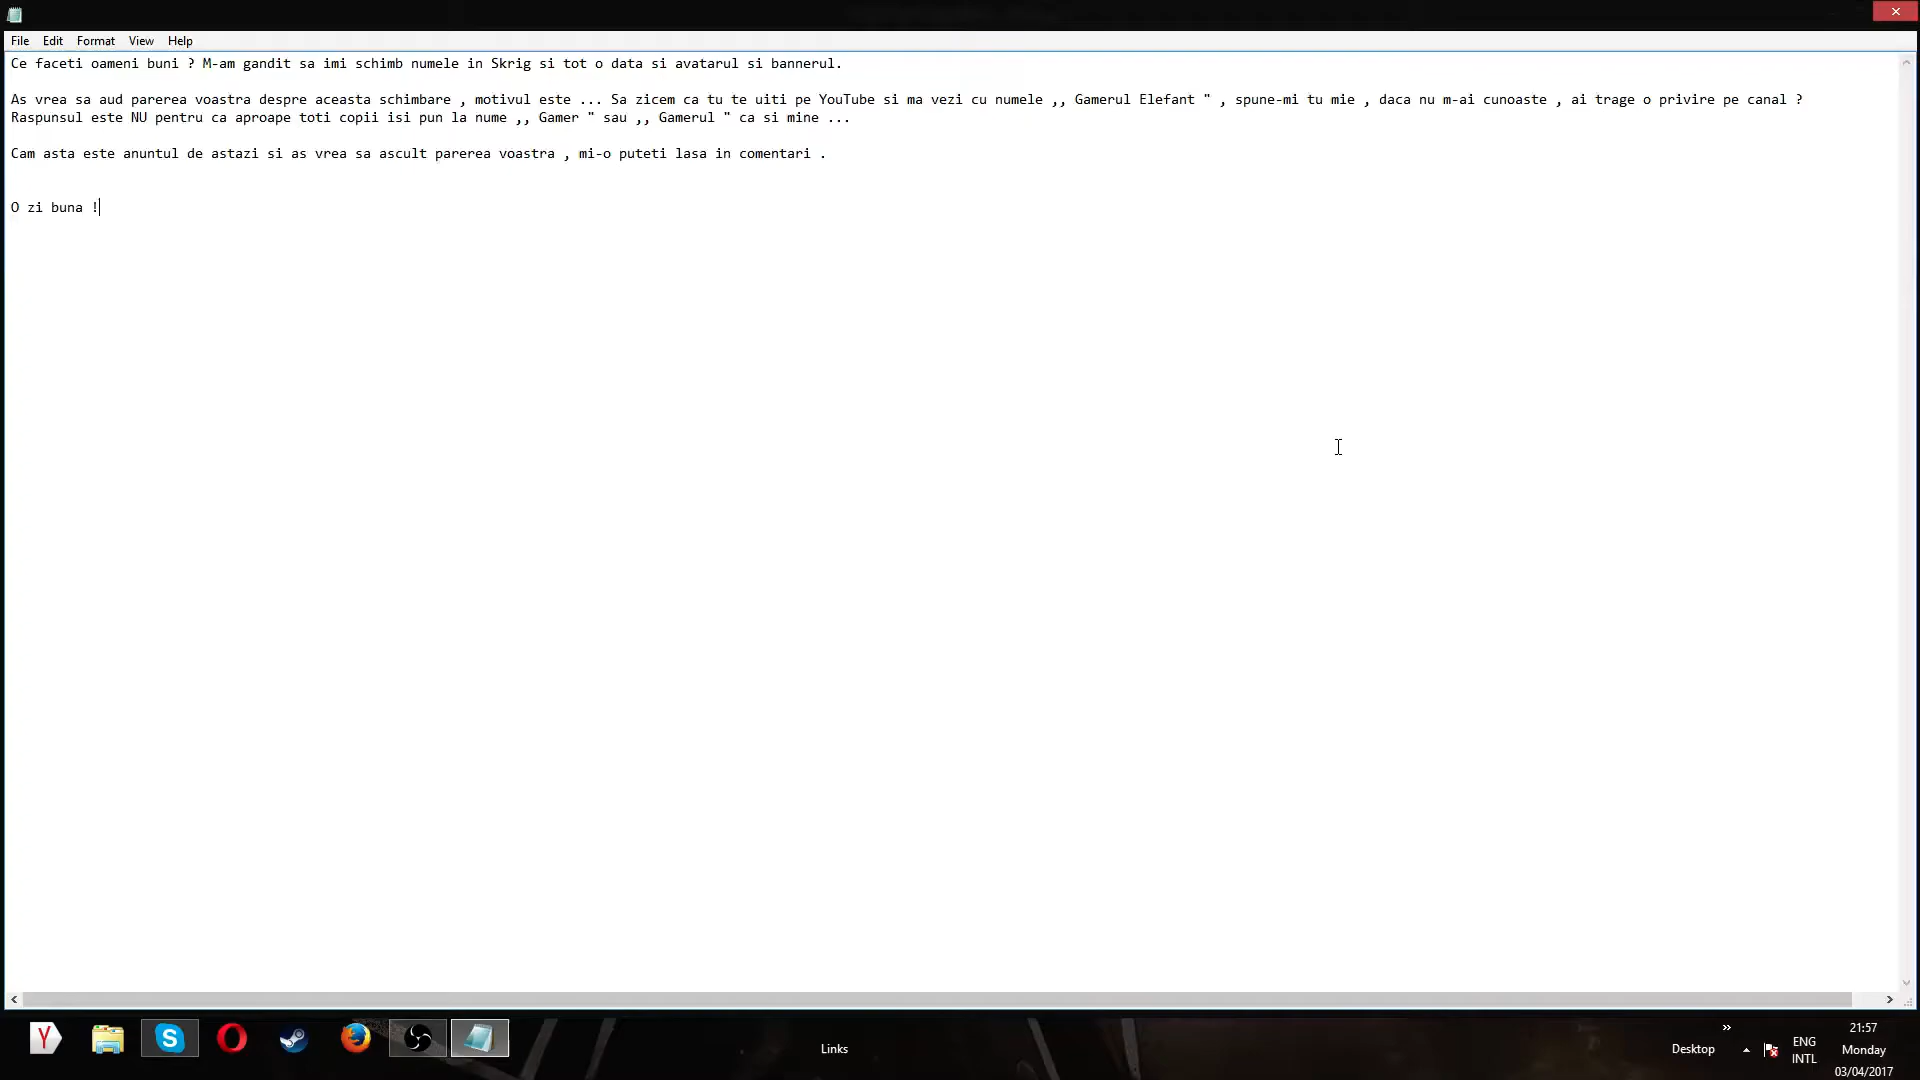 File Edit Format View Help
Ce faceti oameni buni ? M-am gandit sa imi schimb numele in Skrig si tot o data si avatarul si bannerul.
As vrea sa aud parerea voastra despre aceasta schimbare , motivul este ... Sa zicem ca tu te uiti pe YouTube si ma vezi cu numele ,, Gamerul Elefant " , spune-mi tu mie , daca nu m-ai cunoaste , ai trage o privire pe canal ?
Raspunsul este NU pentru ca aproape toti copii isi pun la nume ,, Gamer " sau ,, Gamerul " ca si mine ...
Cam asta este anuntul de astazi si as vrea sa ascult parerea voastra , mi-o puteti lasa in comentari .
O zi buna !
Links
Desktop
ENG
INTL
21:57
Monday
03/04/2017